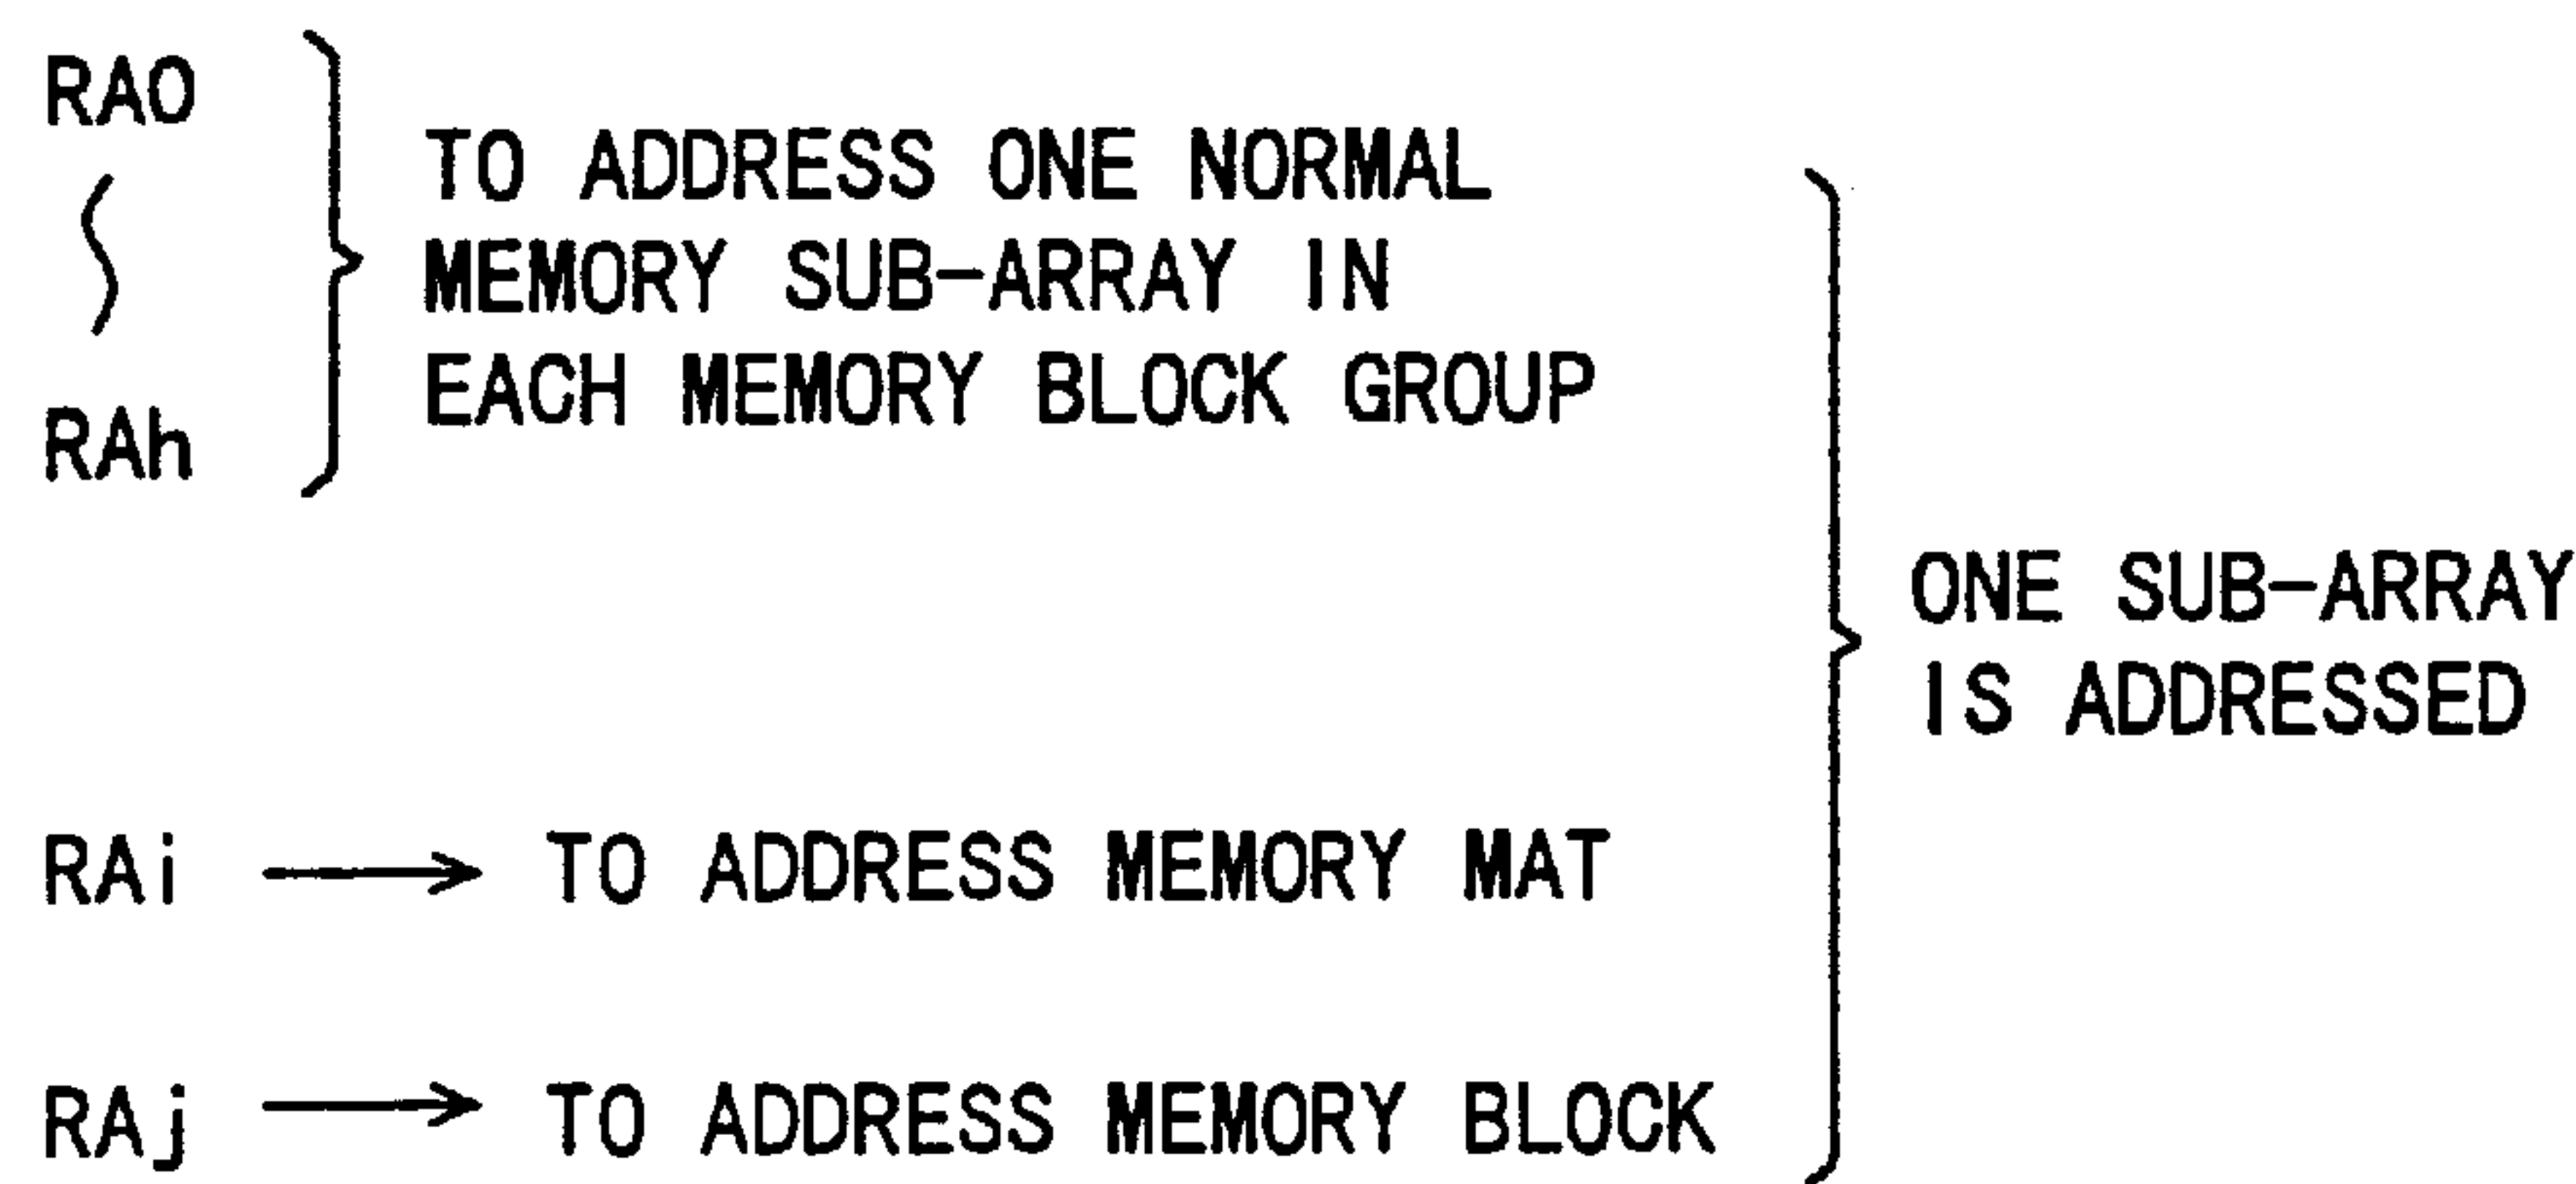 RA0
RAh
TO ADDRESS ONE NORMAL
MEMORY SUB-ARRAY IN
EACH MEMORY BLOCK GROUP
RAi → TO ADDRESS MEMORY MAT
RAj → TO ADDRESS MEMORY BLOCK
ONE SUB-ARRAY
IS ADDRESSED